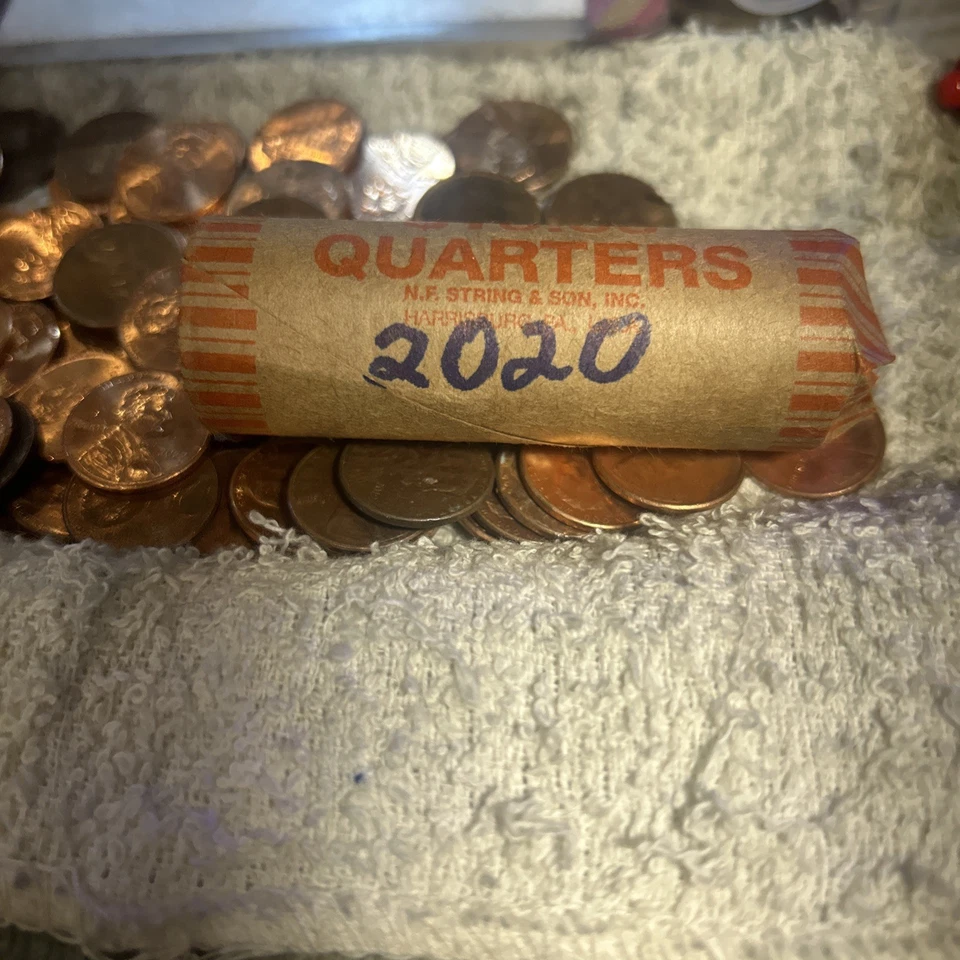 QUARTERS
N.F. STRING & SON, INC.
HARRISBURG, PA.
2020